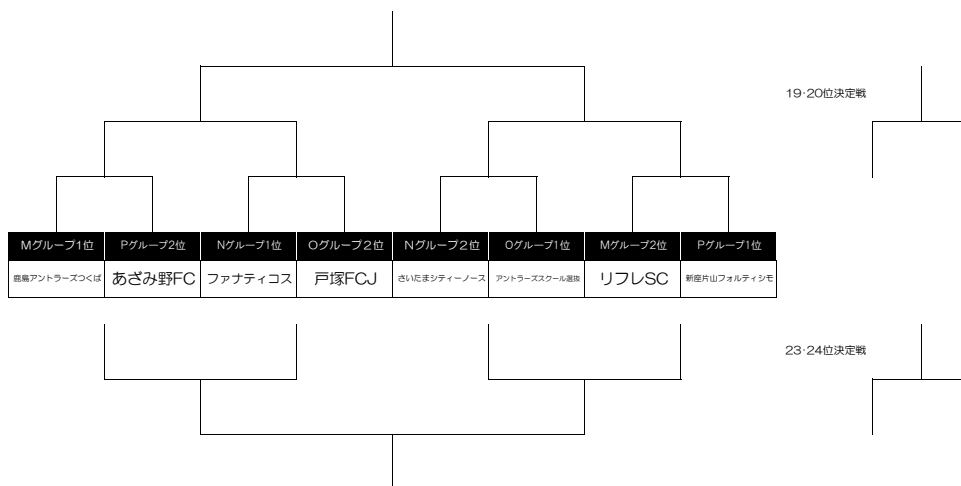 19・20位決定戦
Mグループ1位 Pグループ2位 Nグループ1位 Oグループ2位 Nグループ2位 Oグループ1位 Mグループ2位 Pグループ1位
鹿島アントラーズつくば あざみ野FC ファナティコス 戸塚FCJ さいたまシティーノース アントラーズスクール選抜 リフレSC 新座片山フォルティシモ
23・24位決定戦